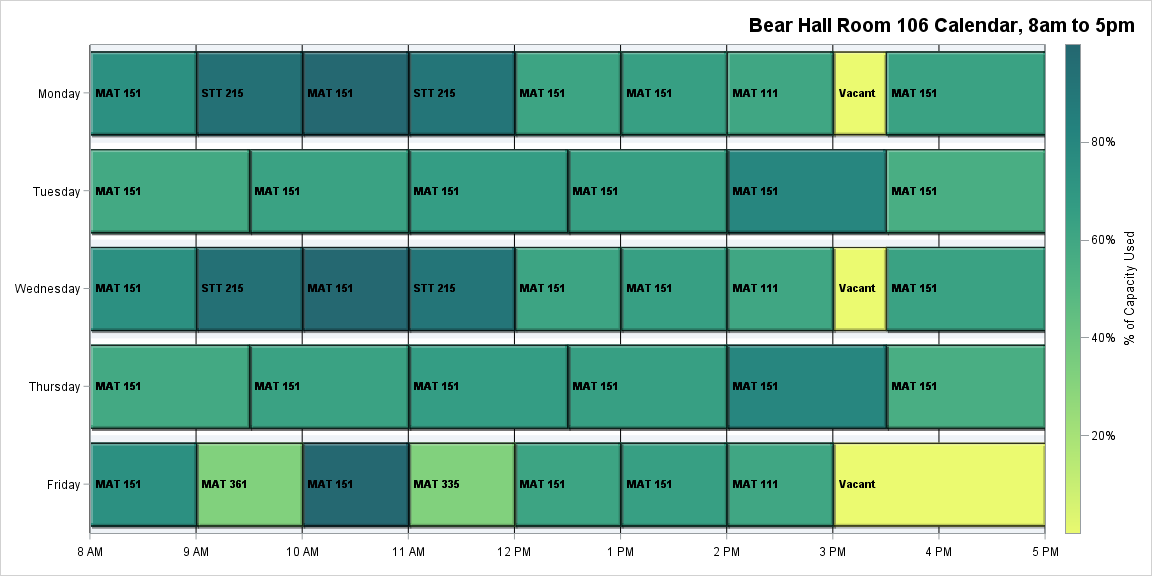 Bear Hall Room 106 Calendar, 8am to 5pm
Monday MAT 151 STT 215 MAT 151 STT 215 MAT 151 MAT 151 MAT 111 Vacant MAT 151
80%
Tuesday MAT 151 MAT 151 MAT 151 MAT 151 MAT 151 MAT 151
60%
Wednesday MAT 151 STT 215 MAT 151 STT 215 MAT 151 MAT 151 MAT 111 Vacant MAT 151
% of Capacity Used
40%
Thursday MAT 151 MAT 151 MAT 151 MAT 151 MAT 151 MAT 151
20%
Friday MAT 151 MAT 361 MAT 151 MAT 335 MAT 151 MAT 151 MAT 111 Vacant
8 AM 9 AM 10 AM 11 AM 12 PM 1 PM 2 PM 3 PM 4 PM 5 PM